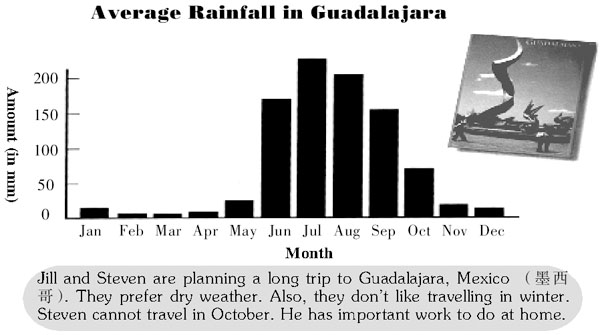 Average Rainfall in Guadalajara
GUADALAJARA
Amount (in mm)
200
150
100
50
0
Jan Feb Mar Apr May Jun Jul Aug Sep Oct Nov Dec
Month
Jill and Steven are planning a long trip to Guadalajara, Mexico （墨西
哥）. They prefer dry weather. Also, they don't like travelling in winter.
Steven cannot travel in October. He has important work to do at home.